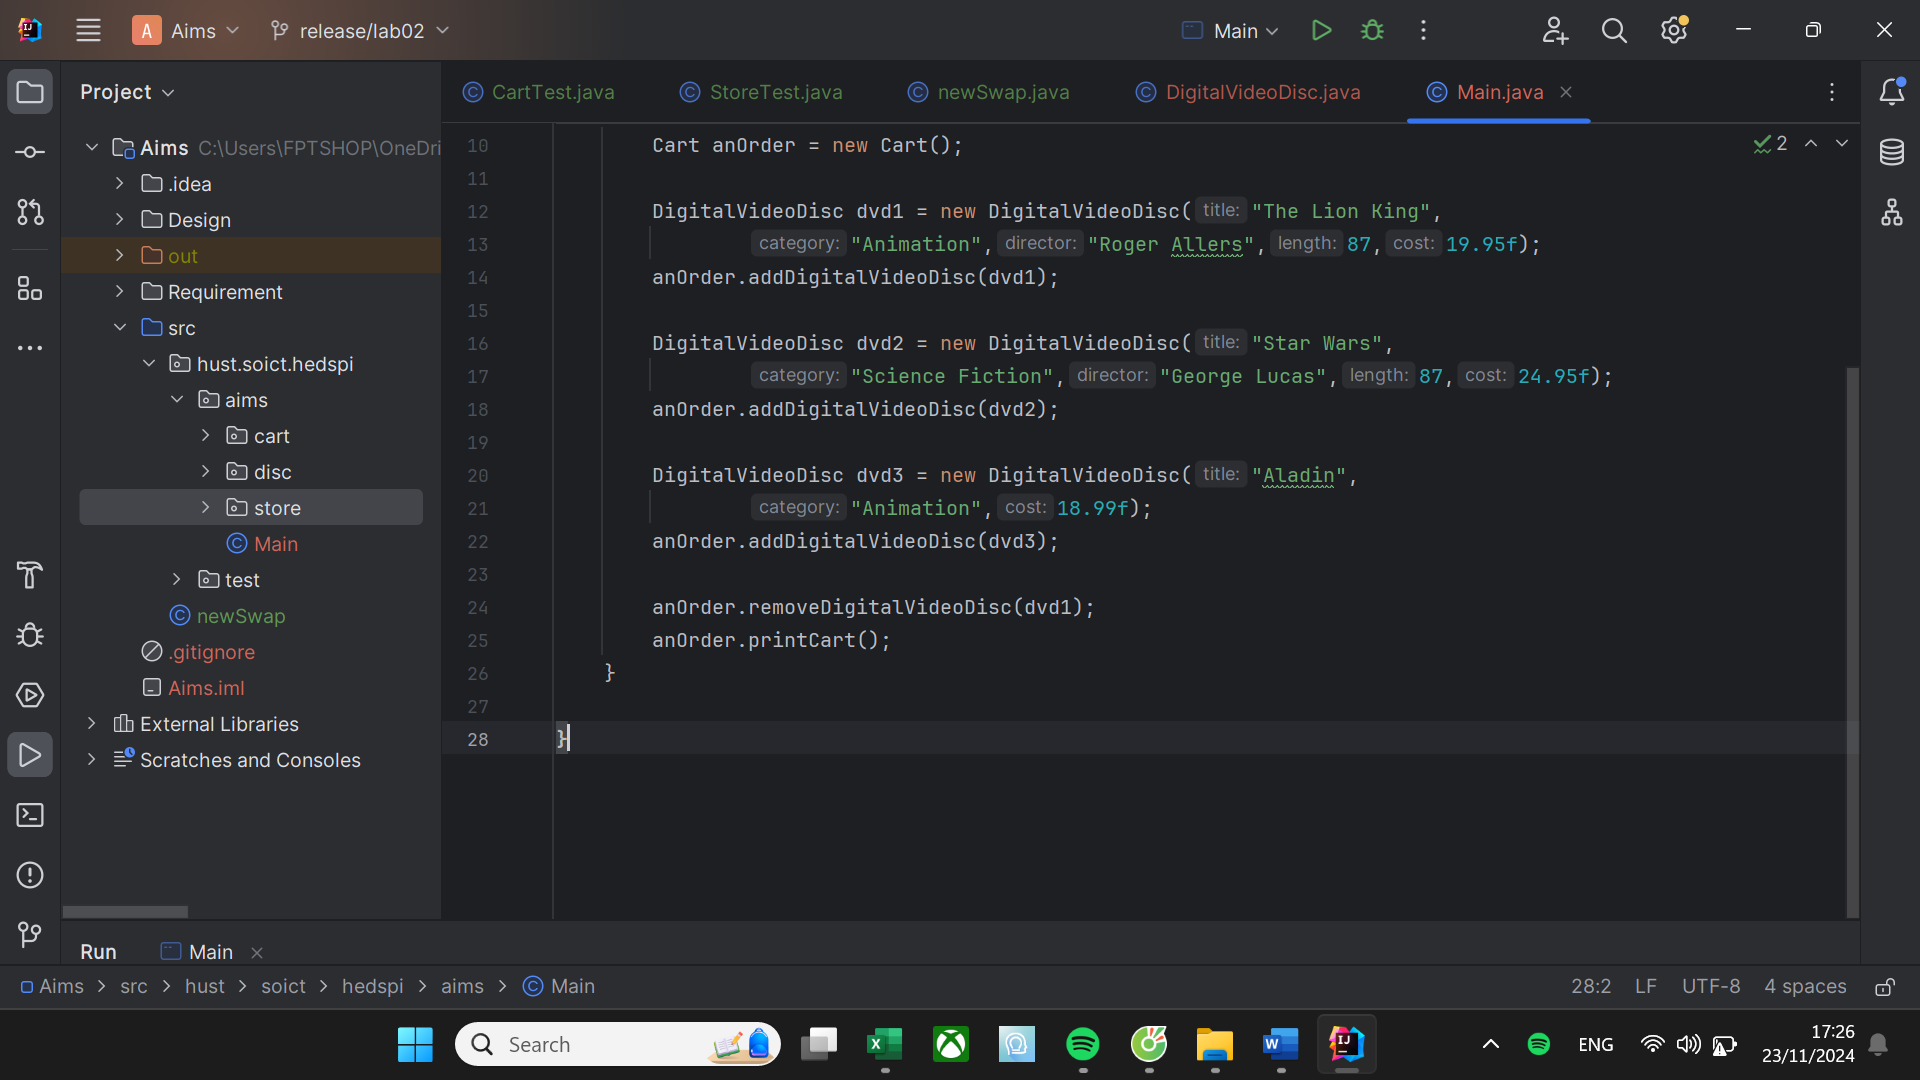 A Aims release/lab02 Main
Project
CartTest.java StoreTest.java newSwap.java DigitalVideoDisc.java Main.java
Aims C:\Users\FPTSHOP\OneDri
.idea
Design
out
Requirement
src
hust.soict.hedspi
aims
cart
disc
store
Main
test
newSwap
.gitignore
Aims.iml
External Libraries
Scratches and Consoles
2
10 Cart anOrder = new Cart();
11
12 DigitalVideoDisc dvd1 = new DigitalVideoDisc( title: "The Lion King",
13 category: "Animation", director: "Roger Allers", length: 87, cost: 19.95f);
14 anOrder.addDigitalVideoDisc(dvd1);
15
16 DigitalVideoDisc dvd2 = new DigitalVideoDisc( title: "Star Wars",
17 category: "Science Fiction", director: "George Lucas", length: 87, cost: 24.95f);
18 anOrder.addDigitalVideoDisc(dvd2);
19
20 DigitalVideoDisc dvd3 = new DigitalVideoDisc( title: "Aladin",
21 category: "Animation", cost: 18.99f);
22 anOrder.addDigitalVideoDisc(dvd3);
23
24 anOrder.removeDigitalVideoDisc(dvd1);
25 anOrder.printCart();
26 }
27
28 }
Run Main
Aims > src > hust > soict > hedspi > aims > Main 28:2 LF UTF-8 4 spaces
Search ENG 17:26
23/11/2024